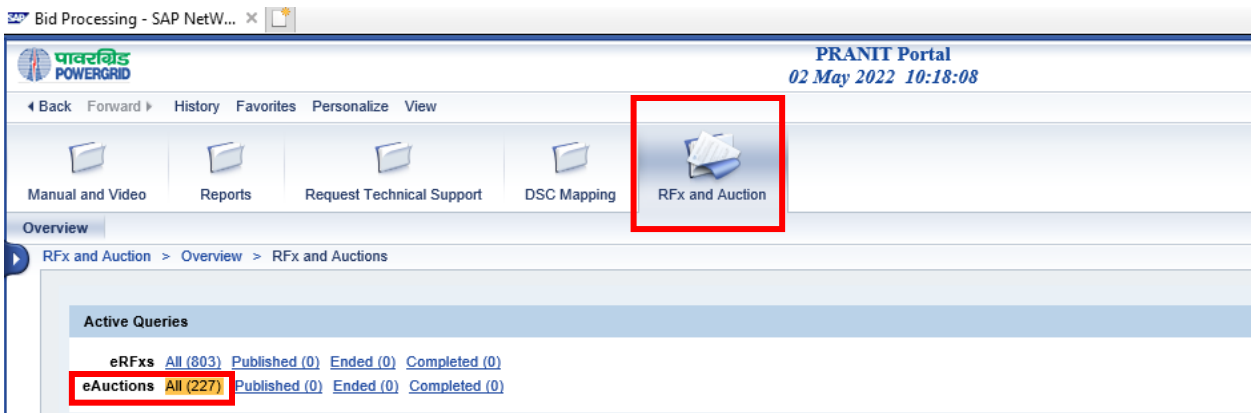 SAP Bid Processing - SAP NetW...
पावरग्रिड
POWERGRID
PRANIT Portal
02 May 2022 10:18:08
Back Forward History Favorites Personalize View
Manual and Video Reports Request Technical Support DSC Mapping RFx and Auction
Overview
RFx and Auction > Overview > RFx and Auctions
Active Queries
eRFxs All (803) Published (0) Ended (0) Completed (0)
eAuctions All (227) Published (0) Ended (0) Completed (0)